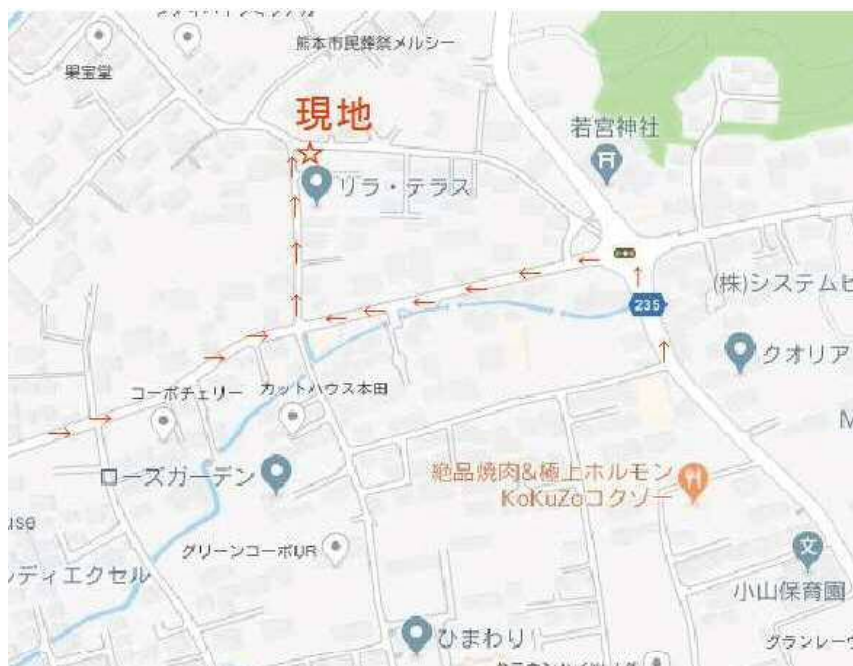 熊本市民葬祭メルシー
果宝堂
現地
若宮神社
リラ・テラス
(株)システムビ
235
クオリア
コーポチェリー
カットハウス本田
M
ローズガーデン
絶品焼肉&極上ホルモン
KoKuZoコクゾー
use
グリーンコーポUR
ディエクセル
文
小山保育園
ひまわり
グランレーヴ